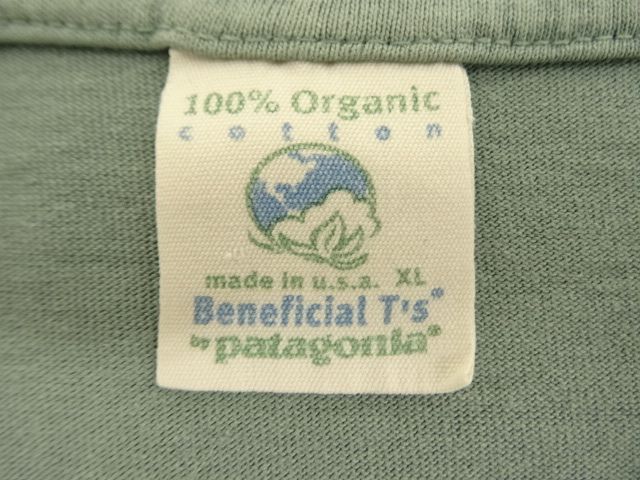 100% Organic
cotton
made in u.s.a. XL
Beneficial T's®
by patagonia®